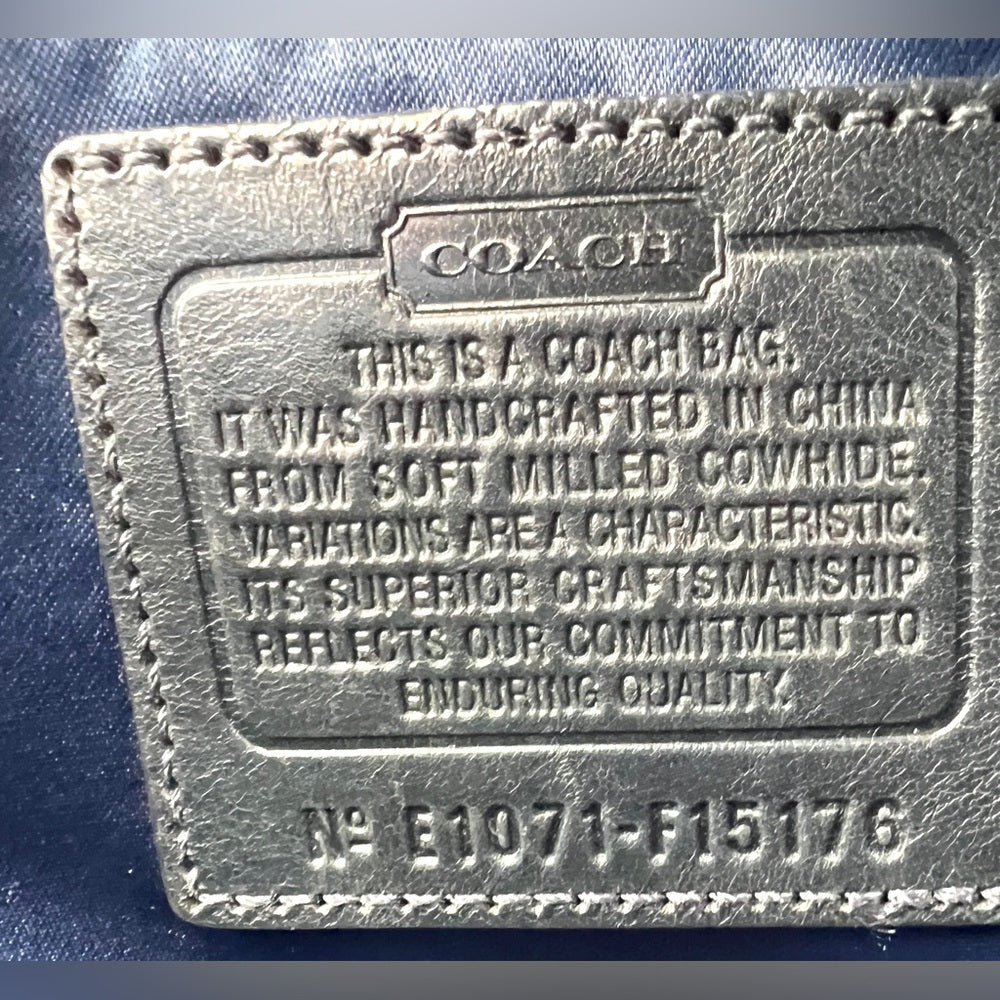 COACH
THIS IS A COACH BAG.
IT WAS HANDCRAFTED IN CHINA
FROM SOFT MILLED COWHIDE.
VARIATIONS ARE A CHARACTERISTIC.
ITS SUPERIOR CRAFTSMANSHIP
REFLECTS OUR COMMITMENT TO
ENDURING QUALITY.
Nº E1071-F15176